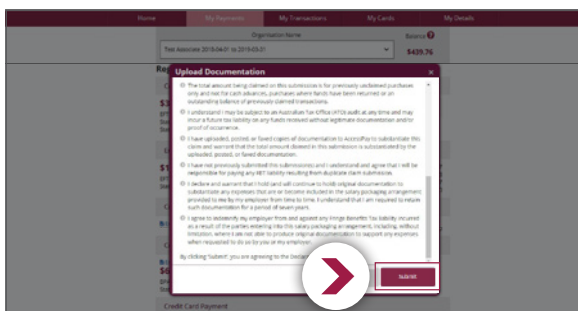 Home My Payments My Transactions My Cards My Details
Organisation Name Balance
Test Associate 2018-04-01 to 2019-03-31 $439.76
Upload Documentation ×
The total amount being claimed on this submission is for previously unclaimed purchases
only and not for cash advances, purchases where funds have been returned or an
outstanding balance of previously claimed transactions.
I understand I may be subject to an Australian Tax Office (ATO) audit at any time and may
incur a future tax liability on any funds received without legitimate documentation and/or
proof of occurrence.
I have uploaded, posted, or faxed copies of documentation to AccessPay to substantiate this
claim and warrant that the total amount claimed in this submission is substantiated by the
uploaded, posted, or faxed documentation.
I have not previously submitted this submission(s) and I understand and agree that I will be
responsible for paying any liability resulting from duplicate claim submission.
I declare and warrant that I hold (and will continue to hold) original documentation to
substantiate any expenses that are or become included in the salary packaging arrangement
provided to me by my employer from time to time. I understand that I am required to retain
such documentation for a period of seven years.
I agree to indemnify my employer from and against any Fringe Benefits Tax liability incurred
as a result of the parties entering into this salary packaging arrangement, including, without
limitation, where I am not able to produce original documentation to support any expenses
when requested to do so by you or my employer.
By clicking 'Submit', you are agreeing to the
Submit
Credit Card Payment